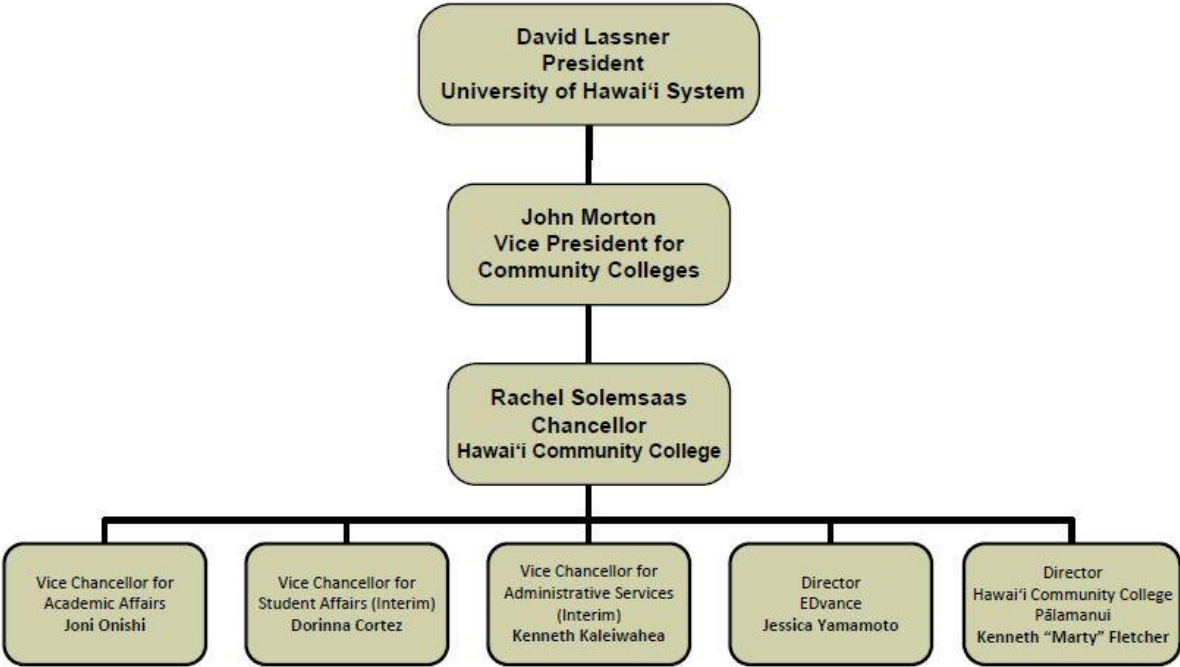 David Lassner
President
University of Hawai‘i System
John Morton
Vice President for
Community Colleges
Rachel Solemsaas
Chancellor
Hawai‘i Community College
Vice Chancellor for
Academic Affairs
Joni Onishi
Vice Chancellor for
Student Affairs (Interim)
Dorinna Cortez
Vice Chancellor for
Administrative Services
(Interim)
Kenneth Kaleiwahea
Director
EDvance
Jessica Yamamoto
Director
Hawai‘i Community College
Pālamanui
Kenneth “Marty” Fletcher